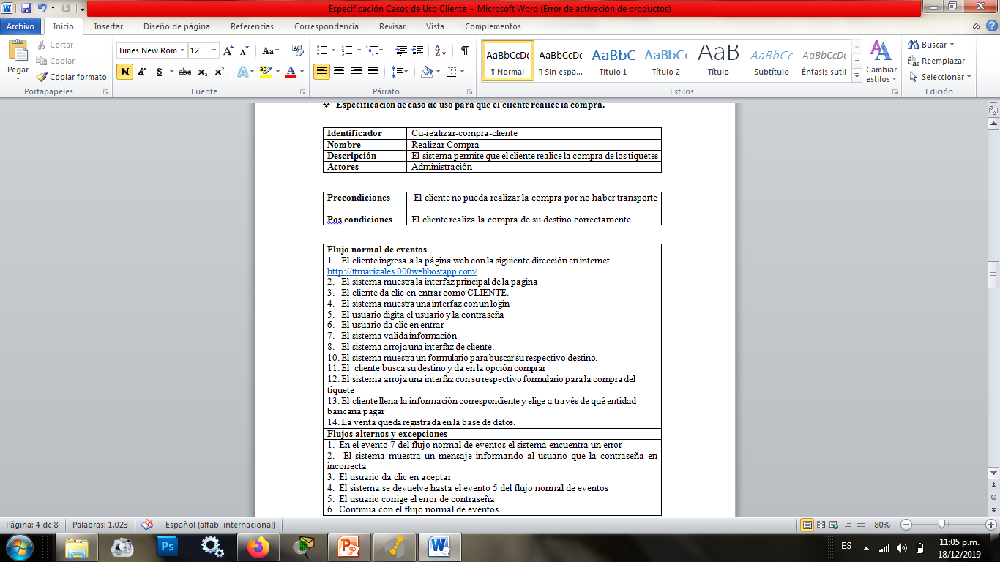 Especificación Casos de Uso Cliente - Microsoft Word (Error de activación de productos)
Archivo Inicio Insertar Diseño de página Referencias Correspondencia Revisar Vista Complementos
Pegar
Cortar
Copiar
Copiar formato
Portapapeles
Times New Rom 12
N K S abc x₂ x² A ab A
Fuente
Párrafo
AaBbCcDc AaBbCcDc AaBbC AaBbCc AaB AaBbCc AaBbCcDc
¶ Normal ¶ Sin espa... Título 1 Título 2 Título Subtítulo Énfasis sutil
Cambiar
estilos
Estilos
Buscar
Reemplazar
Seleccionar
Edición
❖ Especificación de caso de uso para que el cliente realice la compra.
Identificador Cu-realizar-compra-cliente
Nombre Realizar Compra
Descripción El sistema permite que el cliente realice la compra de los tiquetes
Actores Administración
Precondiciones El cliente no pueda realizar la compra por no haber transporte
Pos condiciones El cliente realiza la compra de su destino correctamente.
Flujo normal de eventos
1 El cliente ingresa a la página web con la siguiente dirección en internet
http://ttmanizales.000webhostapp.com/
2. El sistema muestra la interfaz principal de la pagina
3. El cliente da clic en entrar como CLIENTE.
4. El sistema muestra una interfaz con un login
5. El usuario digita el usuario y la contraseña
6. El usuario da clic en entrar
7. El sistema valida información
8. El sistema arroja una interfaz de cliente.
10. El sistema muestra un formulario para buscar su respectivo destino.
11. El cliente busca su destino y da en la opción comprar
12. El sistema arroja una interfaz con su respectivo formulario para la compra del
tiquete
13. El cliente llena la información correspondiente y elige a través de qué entidad
bancaria pagar
14. La venta queda registrada en la base de datos.
Flujos alternos y excepciones
1. En el evento 7 del flujo normal de eventos el sistema encuentra un error
2. El sistema muestra un mensaje informando al usuario que la contraseña en
incorrecta
3. El usuario da clic en aceptar
4. El sistema se devuelve hasta el evento 5 del flujo normal de eventos
5. El usuario corrige el error de contraseña
6. Continua con el flujo normal de eventos
Página: 4 de 8 Palabras: 1.023 Español (alfab. internacional) 80%
Ps P W ES 11:05 p.m.
18/12/2019